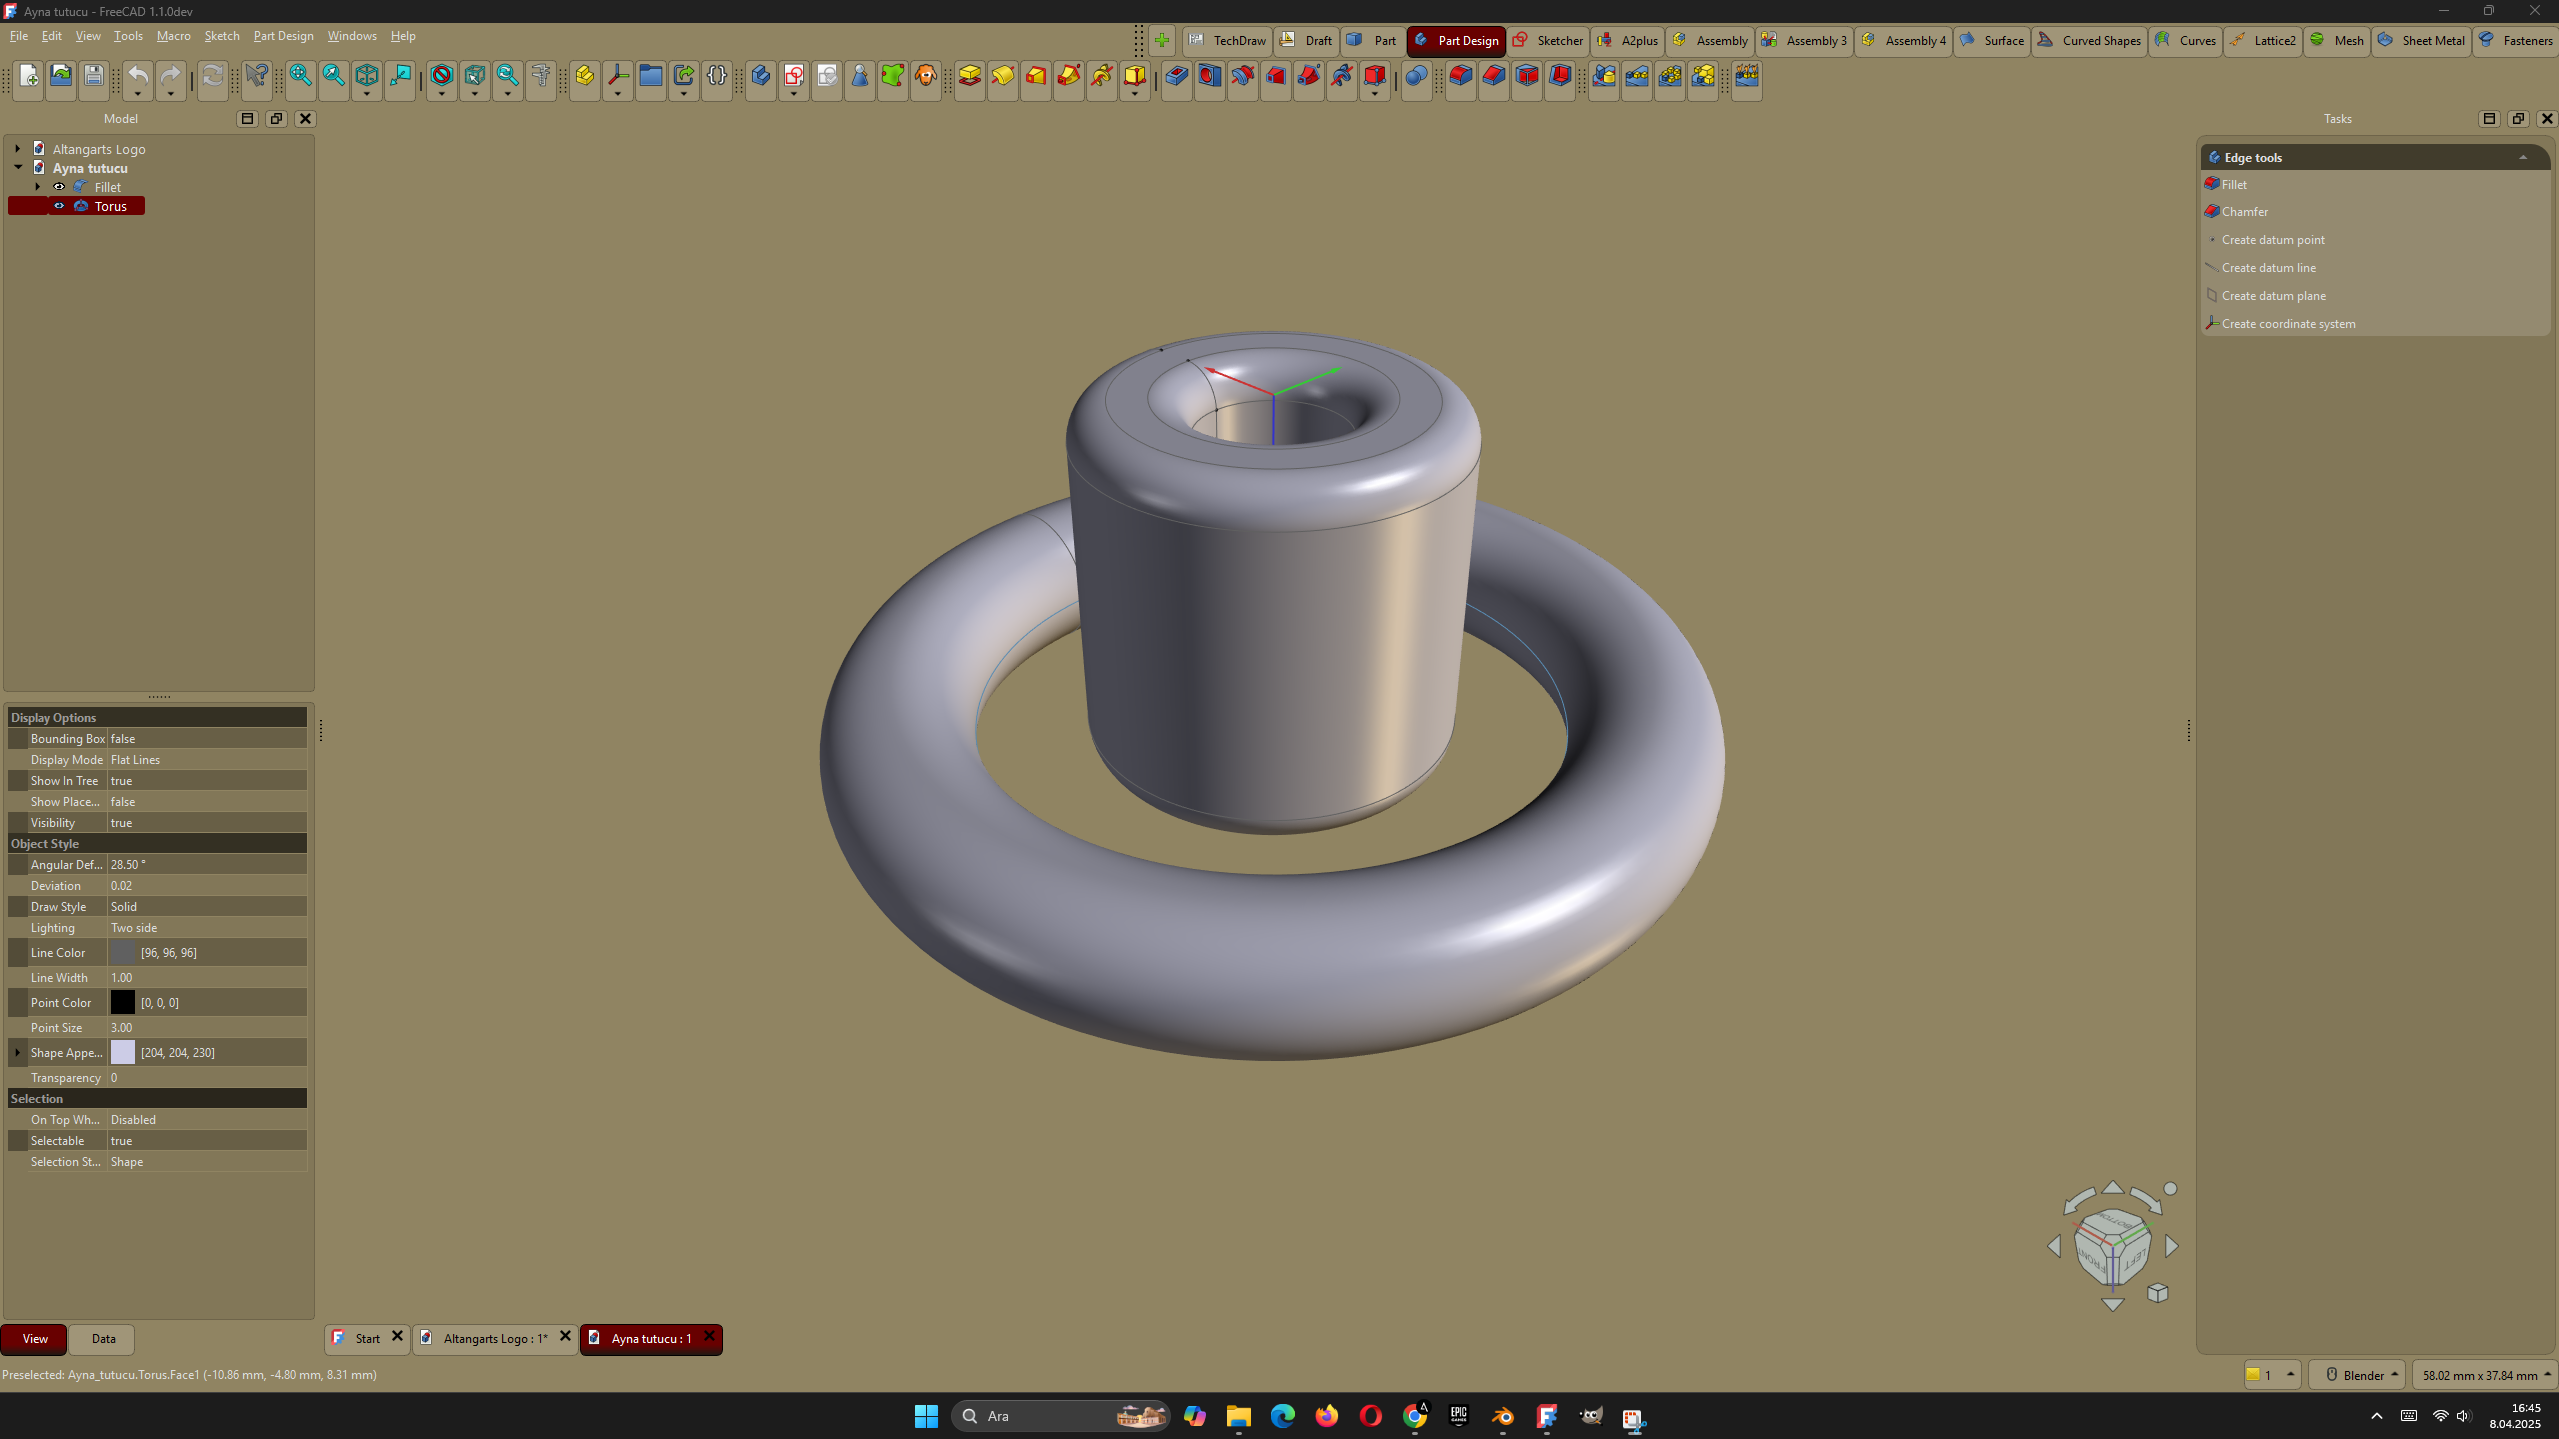 Ayna tutucu - FreeCAD 1.1.0dev
File Edit View Tools Macro Sketch Part Design Windows Help
TechDraw Draft Part Part Design Sketcher A2plus Assembly Assembly 3 Assembly 4 Surface Curved Shapes Curves Lattice2 Mesh Sheet Metal Fasteners
Model
Altangarts Logo
Ayna tutucu
Fillet
Torus
Display Options
Bounding Box false
Display Mode Flat Lines
Show In Tree true
Show Place... false
Visibility true
Object Style
Angular Def... 28.50 °
Deviation 0.02
Draw Style Solid
Lighting Two side
Line Color [96, 96, 96]
Line Width 1.00
Point Color [0, 0, 0]
Point Size 3.00
Shape Appe... [204, 204, 230]
Transparency 0
Selection
On Top Wh... Disabled
Selectable true
Selection St... Shape
View Data
Start Altangarts Logo : 1* Ayna tutucu : 1
Tasks
Edge tools
Fillet
Chamfer
Create datum point
Create datum line
Create datum plane
Create coordinate system
BOTTOM
FRONT LEFT
Preselected: Ayna_tutucu.Torus.Face1 (-10.86 mm, -4.80 mm, 8.31 mm)
1 Blender 58.02 mm x 37.84 mm
Ara
EPIC
GAMES
16:45
8.04.2025